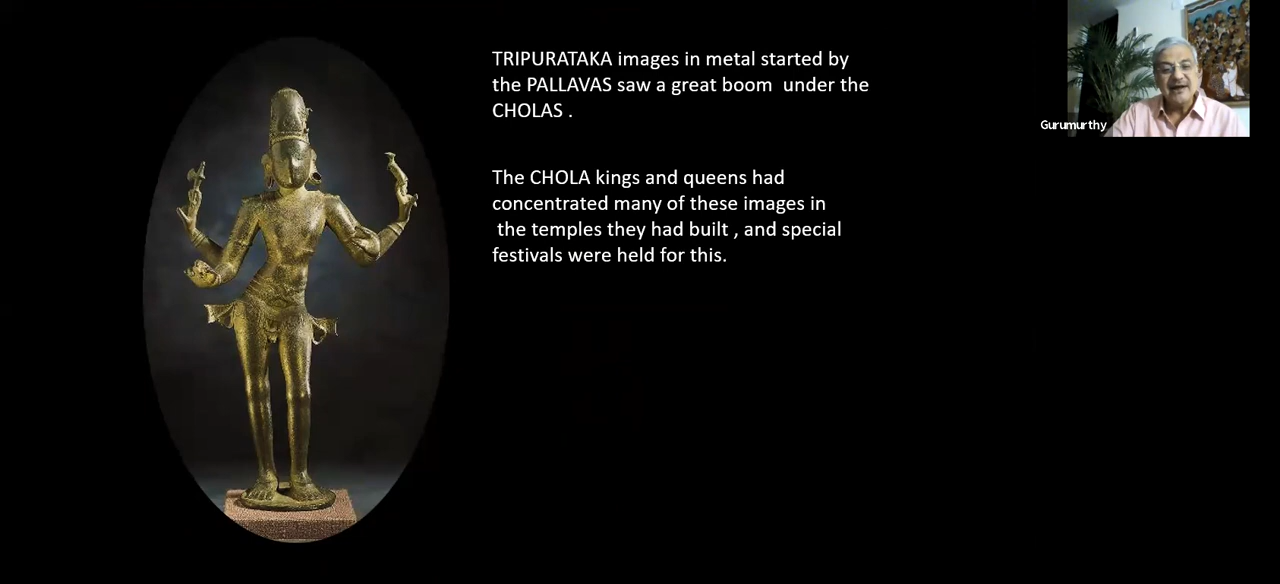 TRIPURATAKA images in metal started by
the PALLAVAS saw a great boom under the
CHOLAS .
The CHOLA kings and queens had
concentrated many of these images in
the temples they had built , and special
festivals were held for this.
Gurumurthy